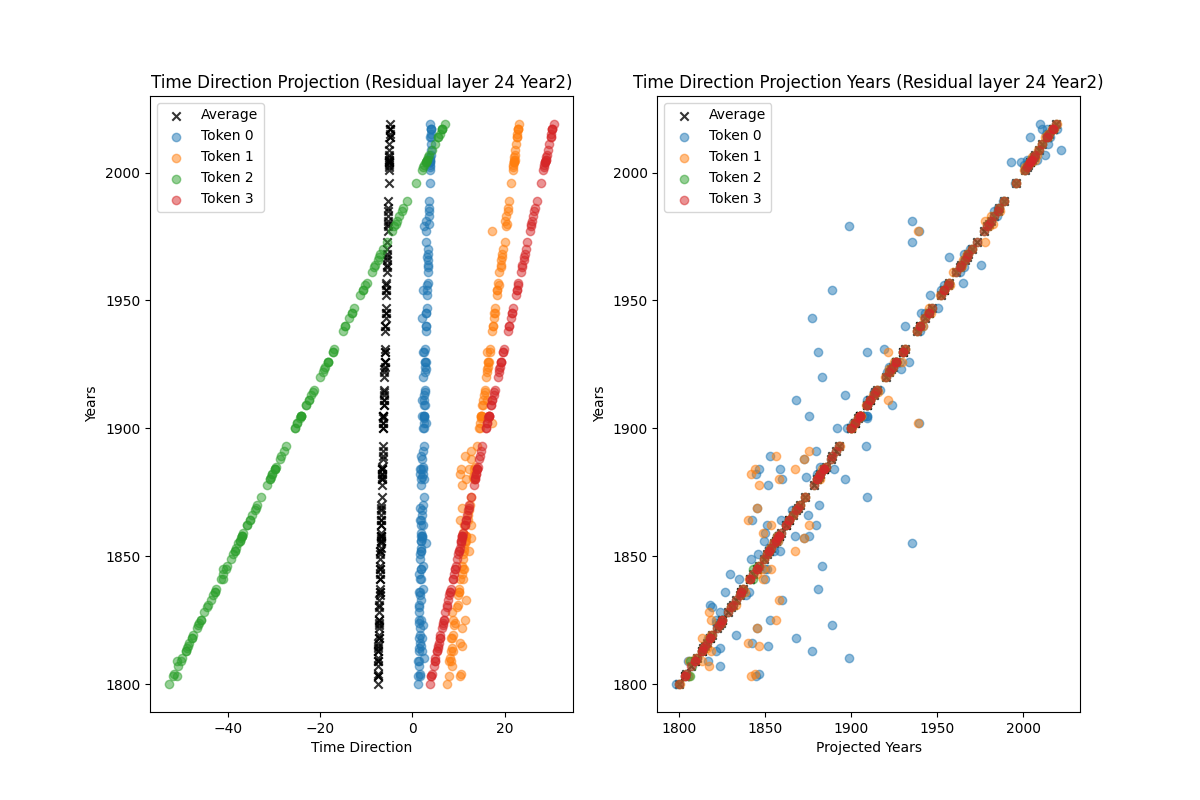 Time Direction Projection (Residual layer 24 Year2)
Average
Token 0
Token 1
Token 2
Token 3
2000
1950
1900
1850
1800
Years
−40
−20
0
20
Time Direction
Time Direction Projection Years (Residual layer 24 Year2)
Average
Token 0
Token 1
Token 2
Token 3
2000
1950
1900
1850
1800
Years
1800
1850
1900
1950
2000
Projected Years